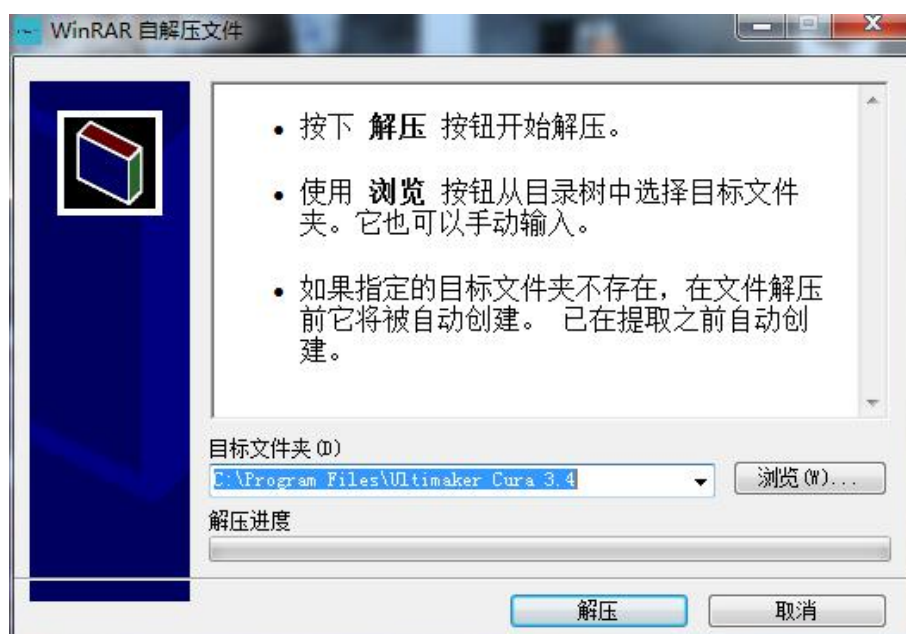 WinRAR 自解压文件
• 按下 解压 按钮开始解压。
• 使用 浏览 按钮从目录树中选择目标文件
夹。它也可以手动输入。
• 如果指定的目标文件夹不存在，在文件解压
前它将被自动创建。 已在提取之前自动创
建。
目标文件夹(D)
C:\Program Files\Ultimaker Cura 3.4
浏览(W)...
解压进度
解压
取消